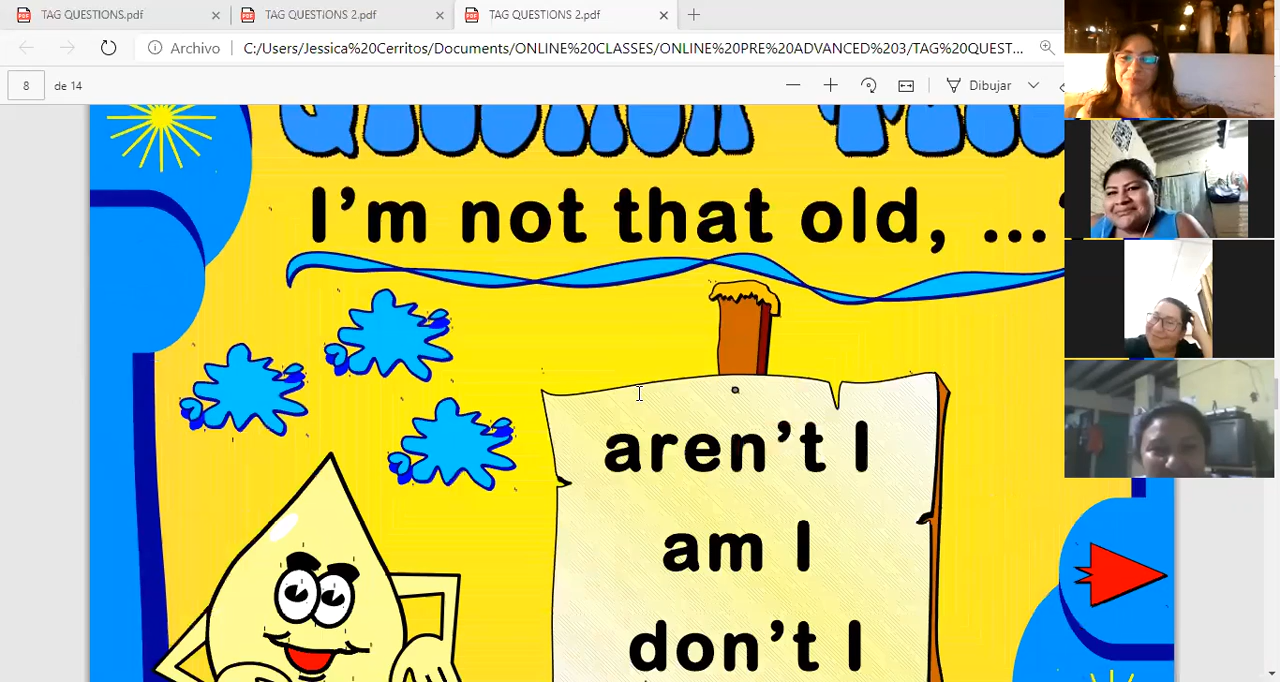 TAG QUESTIONS.pdf
TAG QUESTIONS 2.pdf
TAG QUESTIONS 2.pdf
Archivo
C:/Users/Jessica%20Cerritos/Documents/ONLINE%20CLASSES/ONLINE%20PRE%20ADVANCED%203/TAG%20QUEST...
8 de 14
Dibujar
I'm not that old, ...
aren't I
am I
don't I